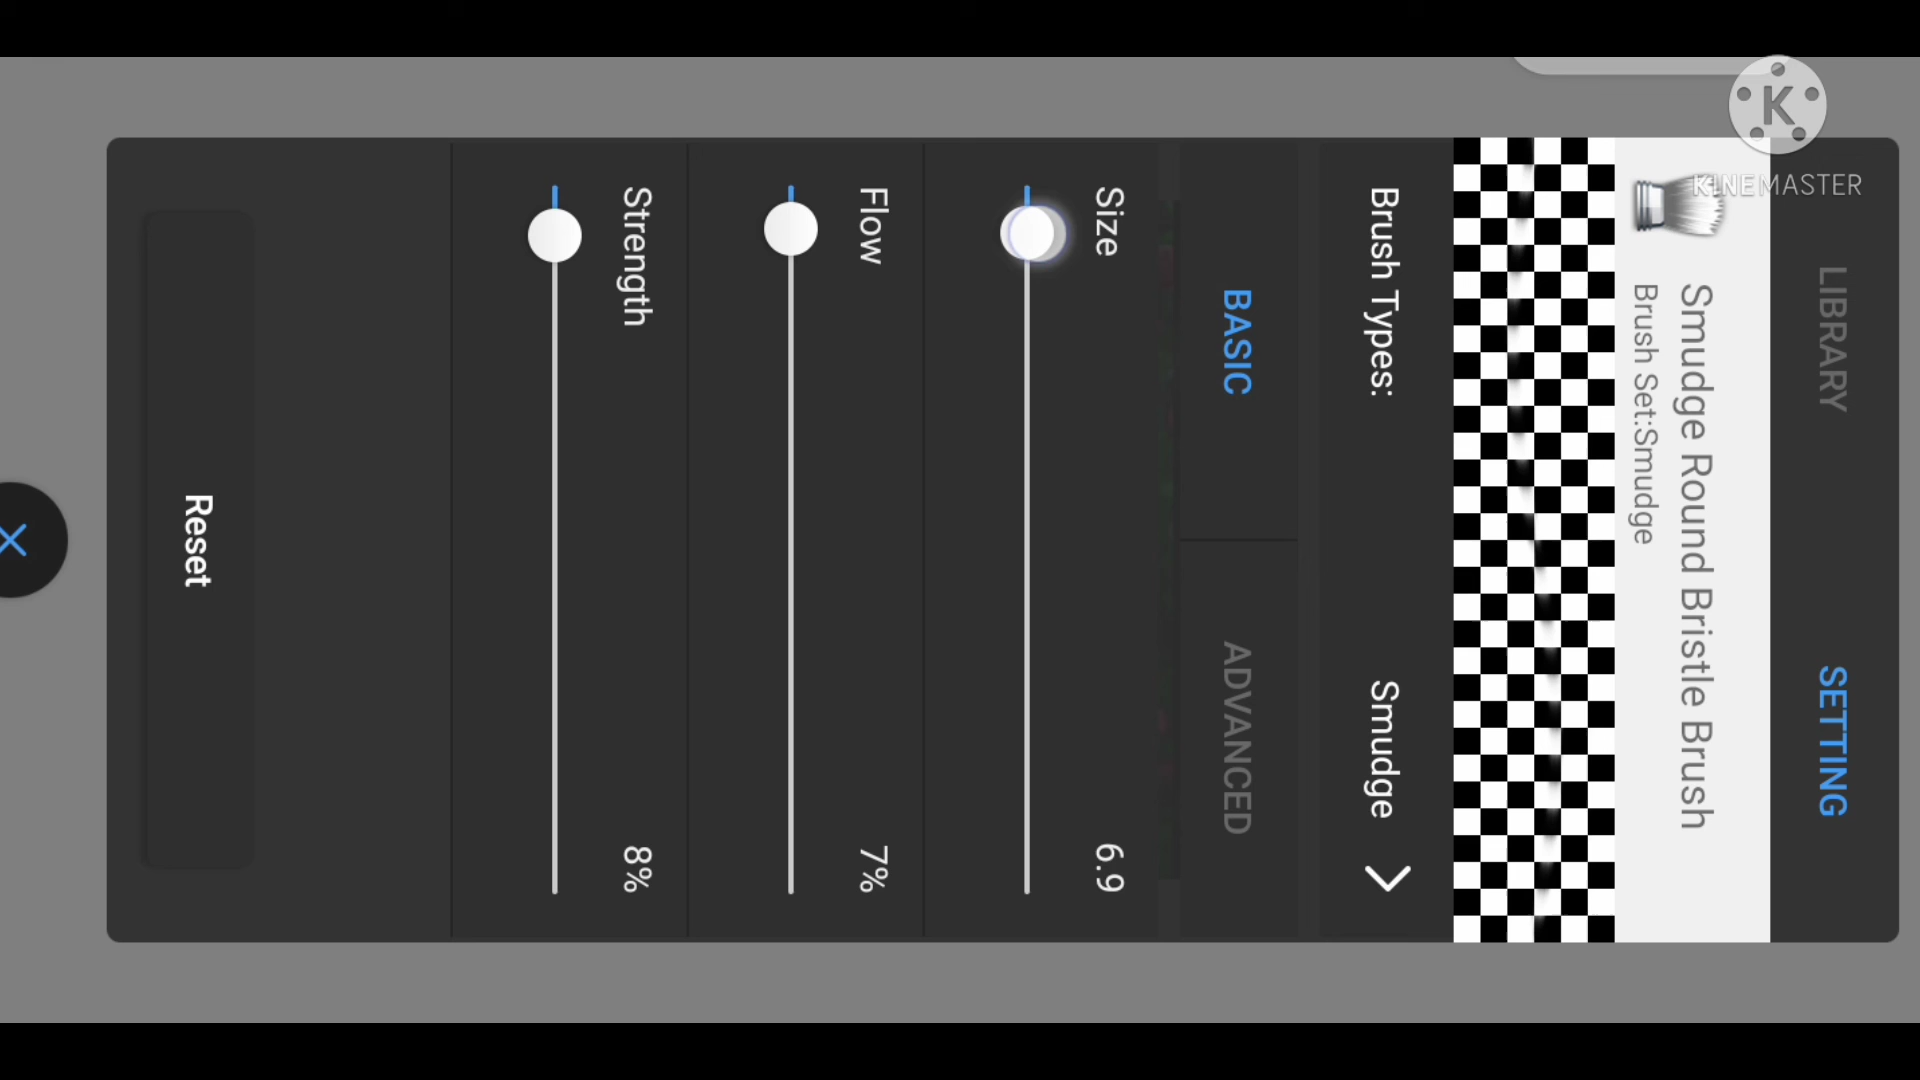 LIBRARY
SETTING
Smudge Round Bristle Brush
Brush Set:Smudge
Brush Types:
Smudge
BASIC
ADVANCED
Size
6.9
Flow
7%
Strength
8%
Reset
K
KINEMASTER